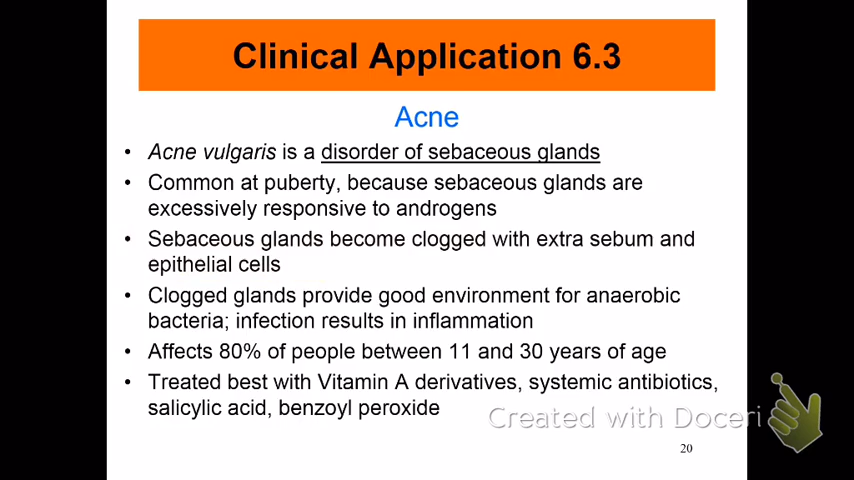 Clinical Application 6.3
Acne
• Acne vulgaris is a disorder of sebaceous glands
• Common at puberty, because sebaceous glands are
excessively responsive to androgens
• Sebaceous glands become clogged with extra sebum and
epithelial cells
• Clogged glands provide good environment for anaerobic
bacteria; infection results in inflammation
• Affects 80% of people between 11 and 30 years of age
• Treated best with Vitamin A derivatives, systemic antibiotics,
salicylic acid, benzoyl peroxide
Created with Doceri
20